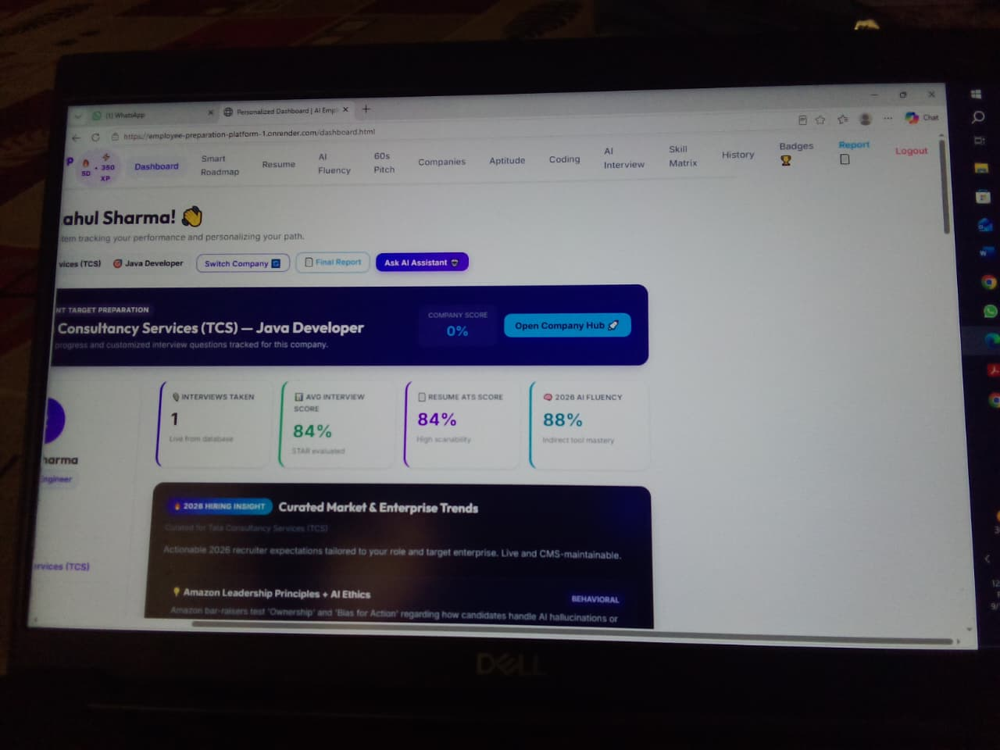 (1) WhatsApp
Personalized Dashboard | AI Emp
https://employee-preparation-platform-1.onrender.com/dashboard.html
Chat
P
5D • 350 XP
Dashboard
Smart Roadmap
Resume
AI Fluency
60s Pitch
Companies
Aptitude
Coding
AI Interview
Skill Matrix
History
Badges
Report
Logout
ahul Sharma!
tem tracking your performance and personalizing your path.
vices (TCS)
Java Developer
Switch Company
Final Report
Ask AI Assistant
NT TARGET PREPARATION
Consultancy Services (TCS) — Java Developer
progress and customized interview questions tracked for this company.
COMPANY SCORE
0%
Open Company Hub
INTERVIEWS TAKEN
1
Live from database
AVG INTERVIEW
SCORE
84%
STAR evaluated
RESUME ATS SCORE
84%
High scanability
2026 AI FLUENCY
88%
Indirect tool mastery
harma
Engineer
ervices (TCS)
2026 HIRING INSIGHT
Curated Market & Enterprise Trends
Curated for Tata Consultancy Services (TCS)
Actionable 2026 recruiter expectations tailored to your role and target enterprise. Live and CMS-maintainable.
Amazon Leadership Principles + AI Ethics
BEHAVIORAL
Amazon bar-raisers test 'Ownership' and 'Bias for Action' regarding how candidates handle AI hallucinations or
DELL